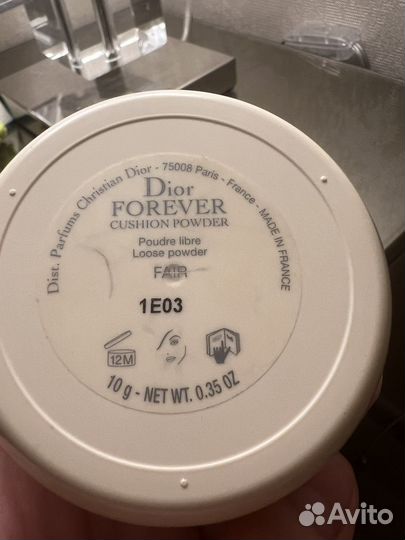 Dist. Parfums Christian Dior - 75008 Paris - France - MADE IN FRANCE
Dior
FOREVER
CUSHION POWDER
Poudre libre
Loose powder
FAIR
1E03
12M
10 g - NET WT. 0.35 OZ
Avito